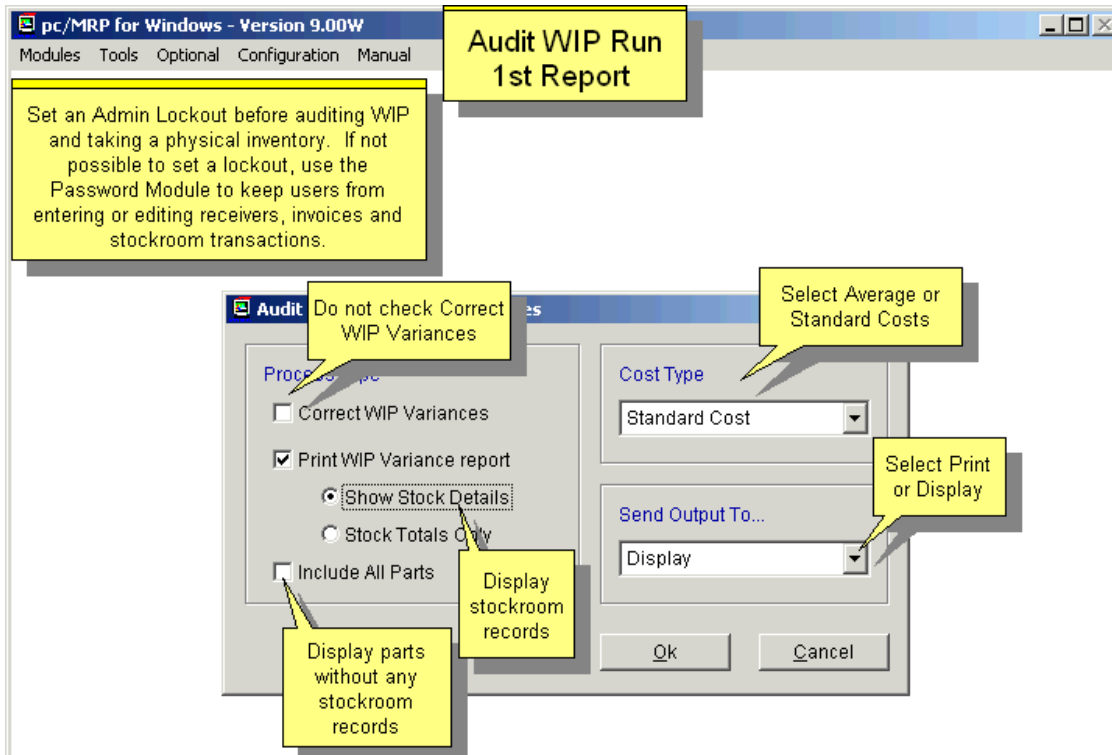 pc/MRP for Windows - Version 9.00W
Modules Tools Optional Configuration Manual
Audit WIP Run
1st Report
Set an Admin Lockout before auditing WIP
and taking a physical inventory. If not
possible to set a lockout, use the
Password Module to keep users from
entering or editing receivers, invoices and
stockroom transactions.
Audit
Do not check Correct
WIP Variances
Select Average or
Standard Costs
Cost Type
Correct WIP Variances
Standard Cost
Print WIP Variance report
Show Stock Details
Stock Totals Only
Include All Parts
Select Print
or Display
Send Output To...
Display
Display
stockroom
records
Display parts
without any
stockroom
records
Ok
Cancel